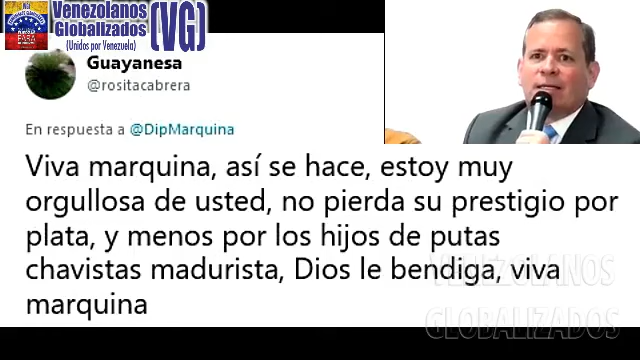 Venezolanos
Globalizados
(Unidos por Venezuela)
(VG)
Guayanesa
@rositacabrera
En respuesta a @DipMarquina
Viva marquina, así se hace, estoy muy
orgullosa de usted, no pierda su prestigio por
plata, y menos por los hijos de putas
chavistas madurista, Dios le bendiga, viva
marquina
VENEZOLANOS
GLOBALIZADOS